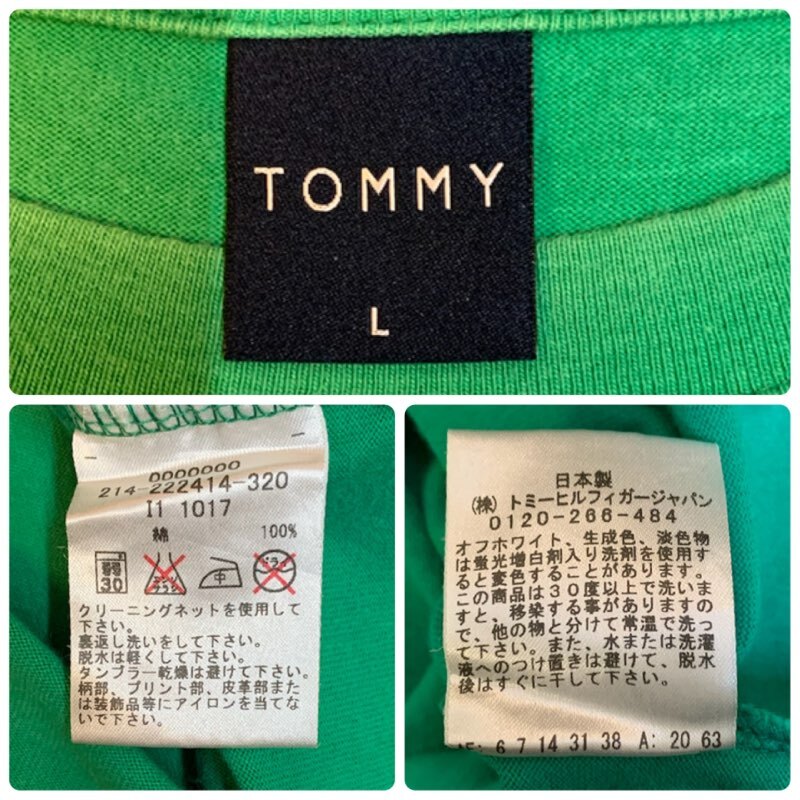 TOMMY
L
0000000
214-222414-320
I1 1017
綿 100%
弱
30
エンソ
サラシ
ドライ
クリーニングネットを使用して
下さい。
裏返し洗いをして下さい。
脱水は軽くして下さい。
タンブラー乾燥は避けて下さい。
柄部、プリント部、皮革部また
は装飾品等にアイロンを当てな
いで下さい。
日本製
(株) トミーヒルフィガージャパン
0120-266-484
オフホワイト、生成色、淡色物
は蛍光増白剤入り洗剤を使用す
ると変色することがあります。
この商品は30度以上で洗いま
すと、移染する事がありますの
で、他の物と分けて常温で洗っ
て下さい。また、水または洗濯
液へのつけ置きは避けて、脱水
後はすぐに干して下さい。
6 7 14 31 38 A: 20 63